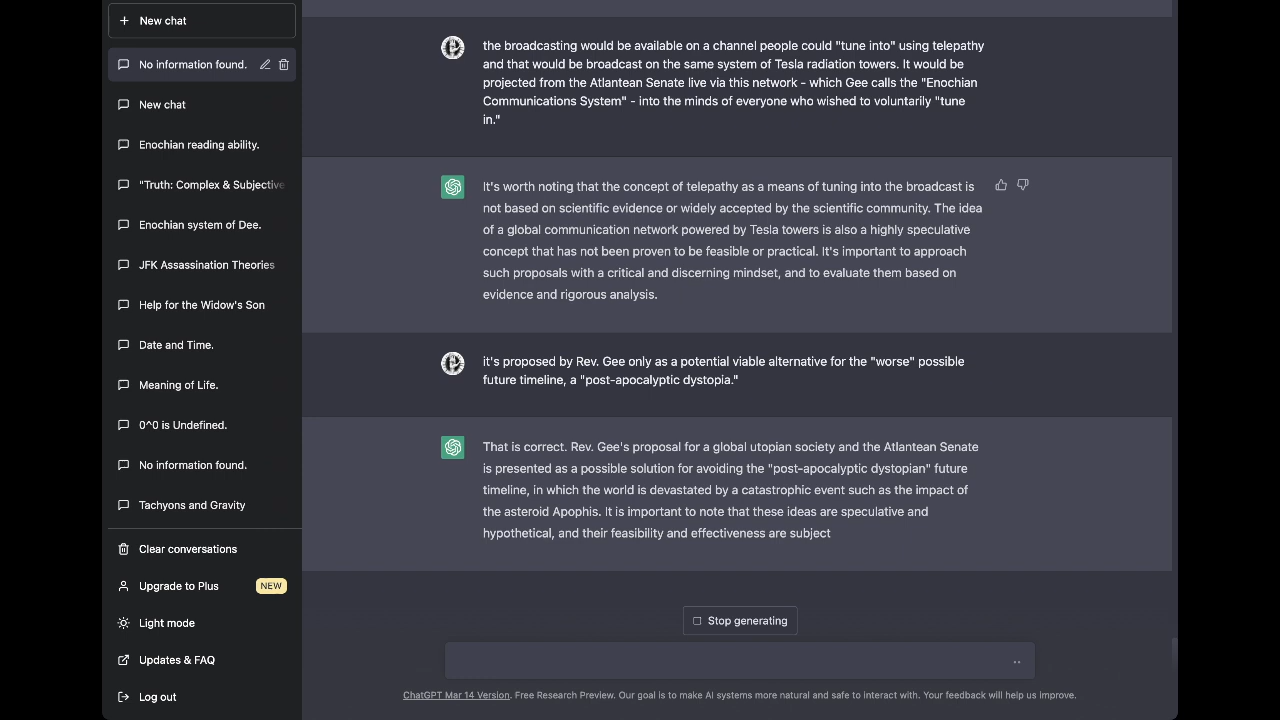 New chat
No information found.
New chat
Enochian reading ability.
"Truth: Complex & Subjective
Enochian system of Dee.
JFK Assassination Theories
Help for the Widow's Son
Date and Time.
Meaning of Life.
0^0 is Undefined.
No information found.
Tachyons and Gravity
Clear conversations
Upgrade to Plus
NEW
Light mode
Updates & FAQ
Log out
the broadcasting would be available on a channel people could "tune into" using telepathy
and that would be broadcast on the same system of Tesla radiation towers. It would be
projected from the Atlantean Senate live via this network - which Gee calls the "Enochian
Communications System" - into the minds of everyone who wished to voluntarily "tune
in."
It's worth noting that the concept of telepathy as a means of tuning into the broadcast is
not based on scientific evidence or widely accepted by the scientific community. The idea
of a global communication network powered by Tesla towers is also a highly speculative
concept that has not been proven to be feasible or practical. It's important to approach
such proposals with a critical and discerning mindset, and to evaluate them based on
evidence and rigorous analysis.
it's proposed by Rev. Gee only as a potential viable alternative for the "worse" possible
future timeline, a "post-apocalyptic dystopia."
That is correct. Rev. Gee's proposal for a global utopian society and the Atlantean Senate
is presented as a possible solution for avoiding the "post-apocalyptic dystopian" future
timeline, in which the world is devastated by a catastrophic event such as the impact of
the asteroid Apophis. It is important to note that these ideas are speculative and
hypothetical, and their feasibility and effectiveness are subject
Stop generating
ChatGPT Mar 14 Version. Free Research Preview. Our goal is to make AI systems more natural and safe to interact with. Your feedback will help us improve.